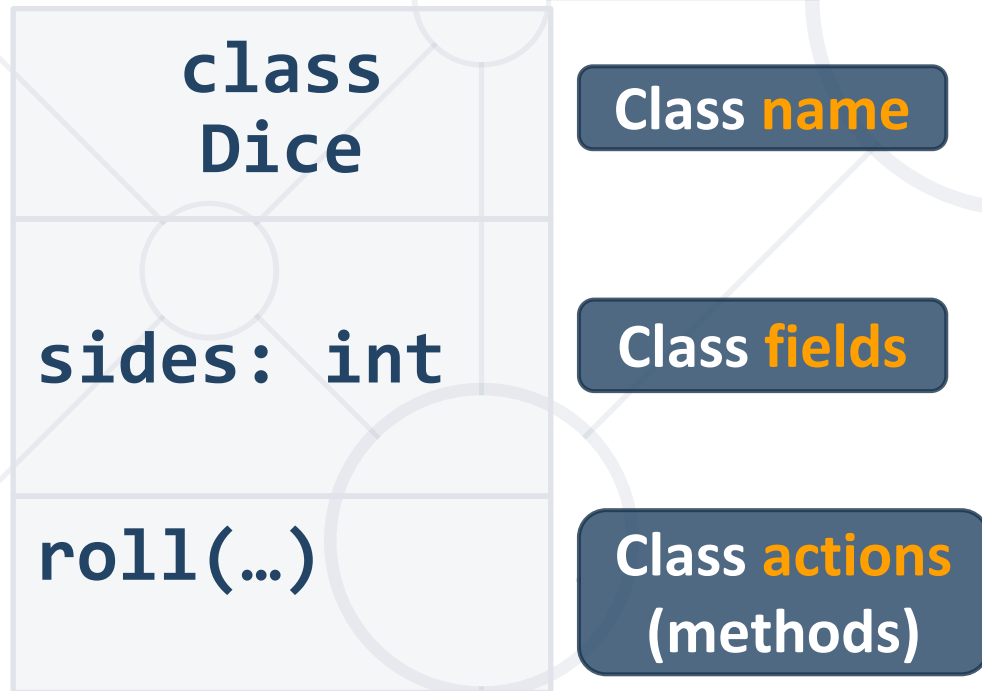 class
Dice
Class name
sides: int
Class fields
roll(…)
Class actions
(methods)